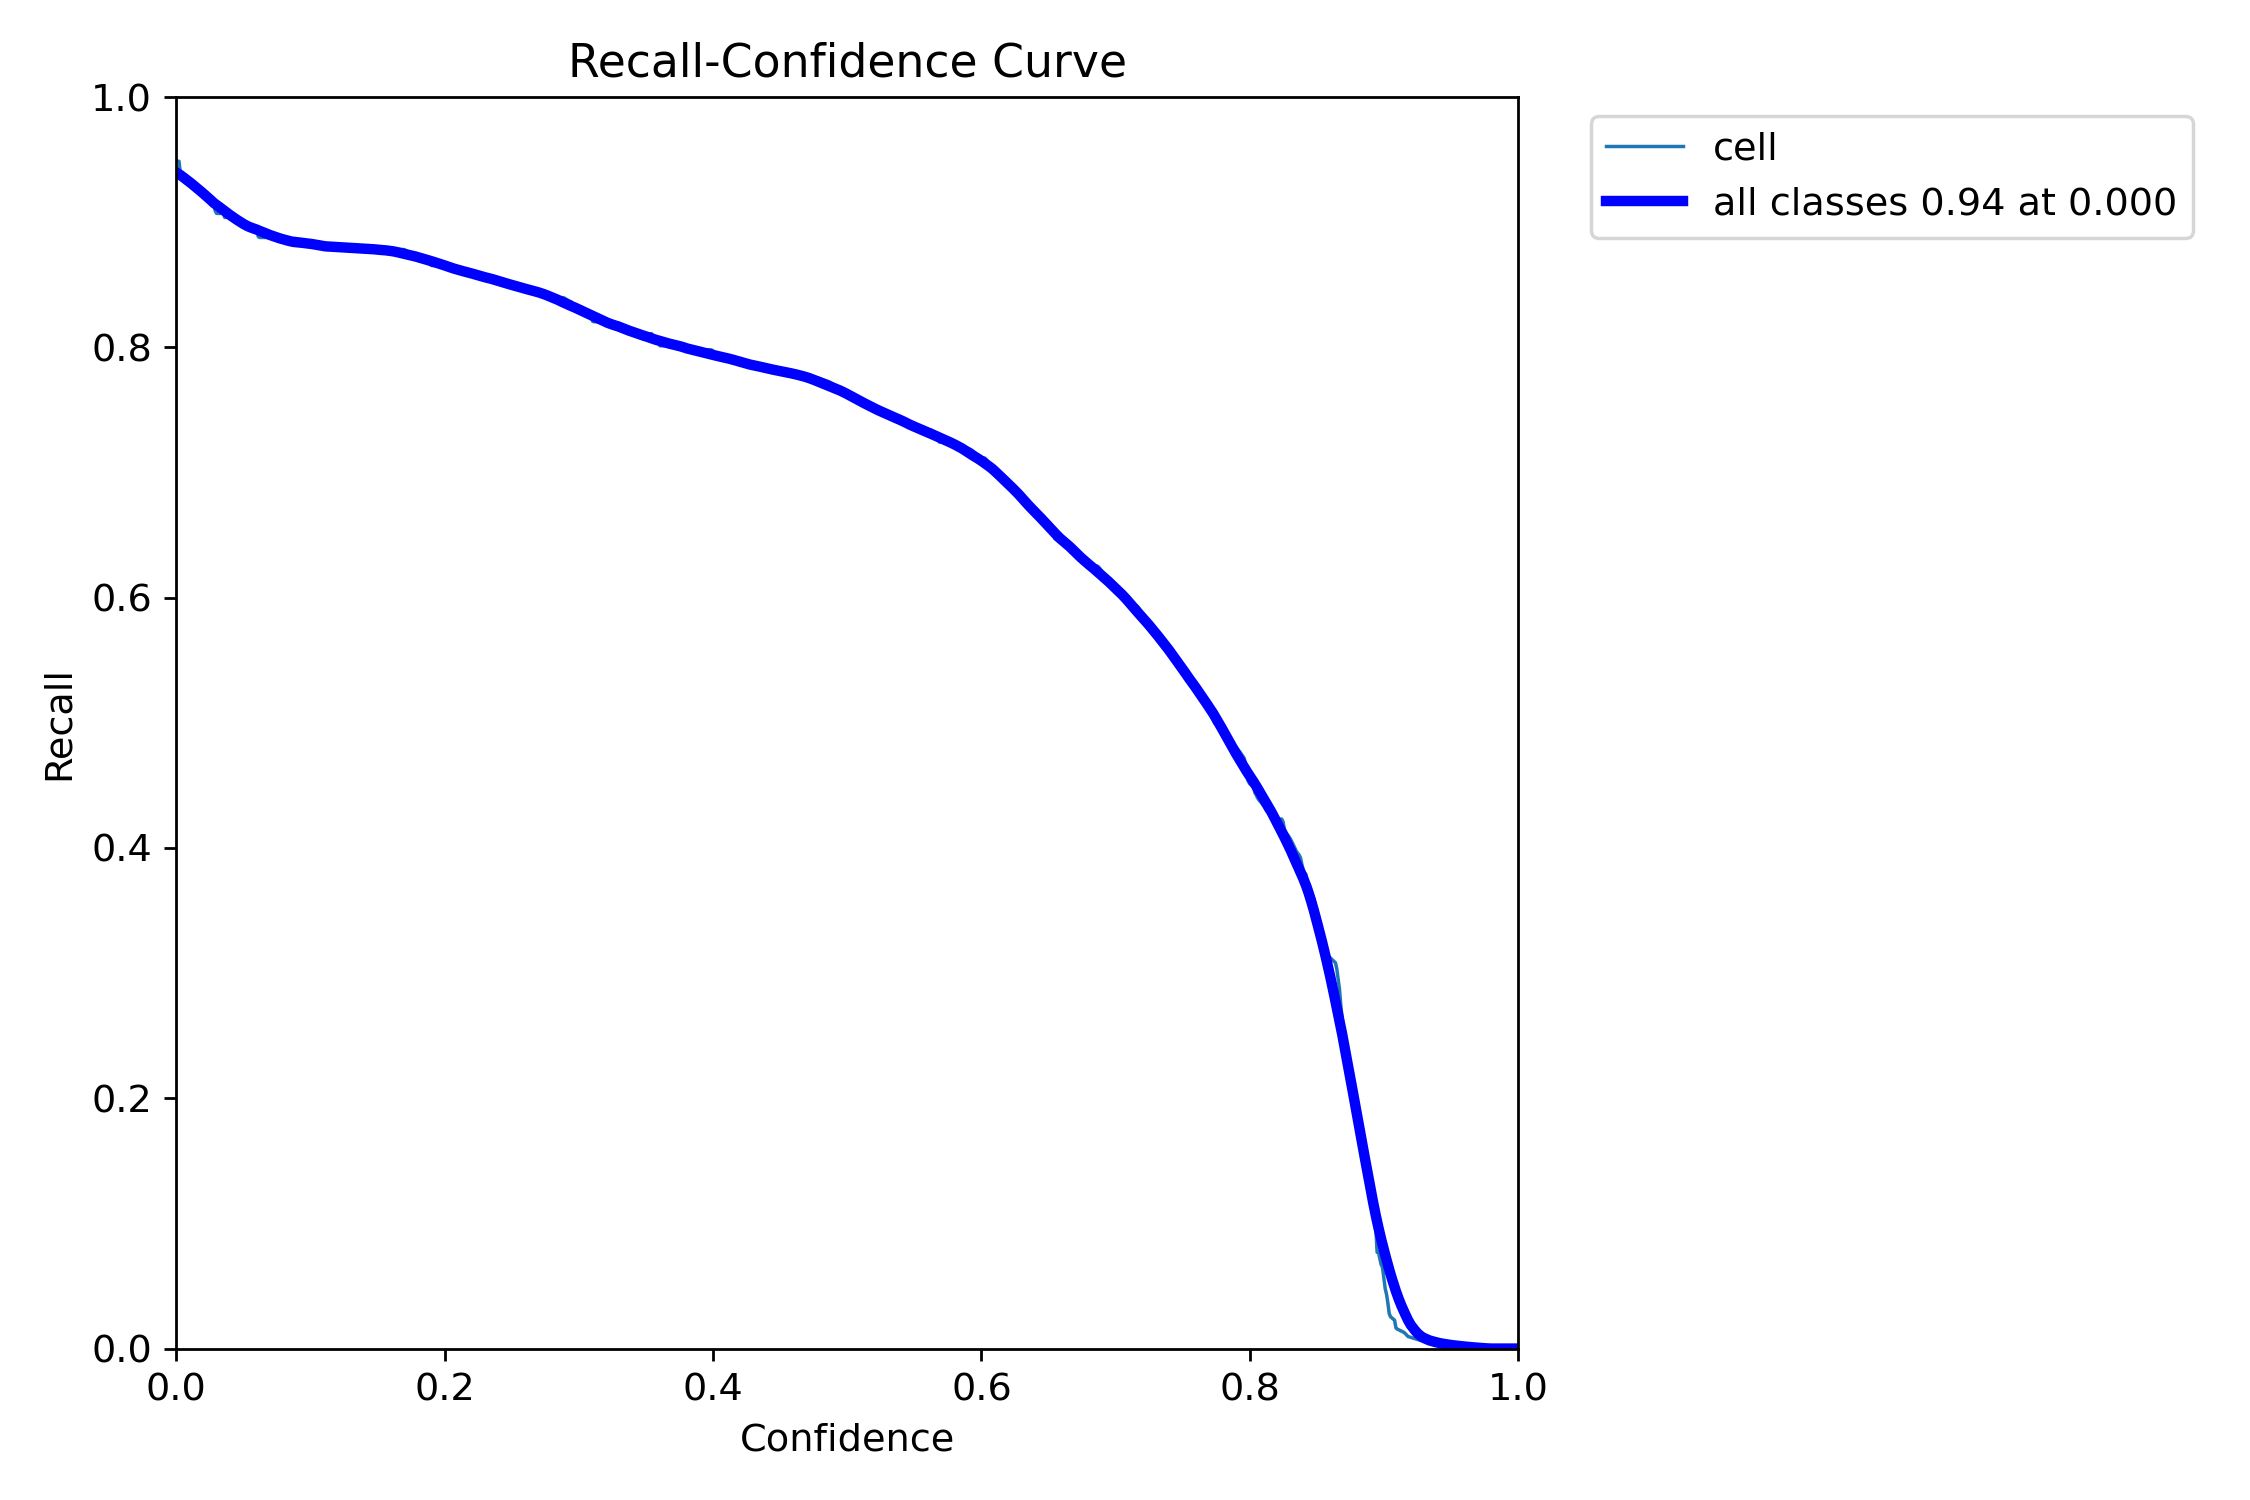 Recall-Confidence Curve
1.0
0.8
0.6
0.4
0.2
0.0
Recall
0.0 0.2 0.4 0.6 0.8 1.0
Confidence
cell
all classes 0.94 at 0.000